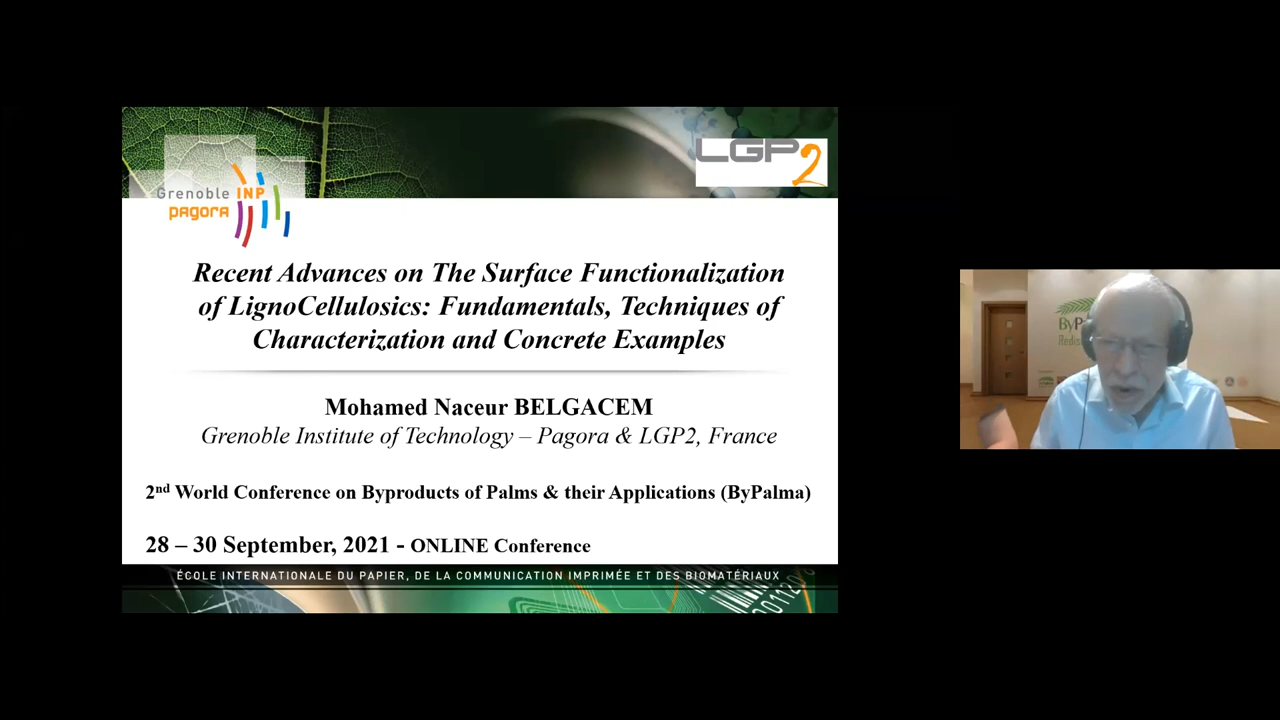 LGP2
Grenoble INP
pagora
Recent Advances on The Surface Functionalization
of LignoCellulosics: Fundamentals, Techniques of
Characterization and Concrete Examples
Mohamed Naceur BELGACEM
Grenoble Institute of Technology – Pagora & LGP2, France
2nd World Conference on Byproducts of Palms & their Applications (ByPalma)
28 – 30 September, 2021 - ONLINE Conference
ÉCOLE INTERNATIONALE DU PAPIER, DE LA COMMUNICATION IMPRIMÉE ET DES BIOMATÉRIAUX